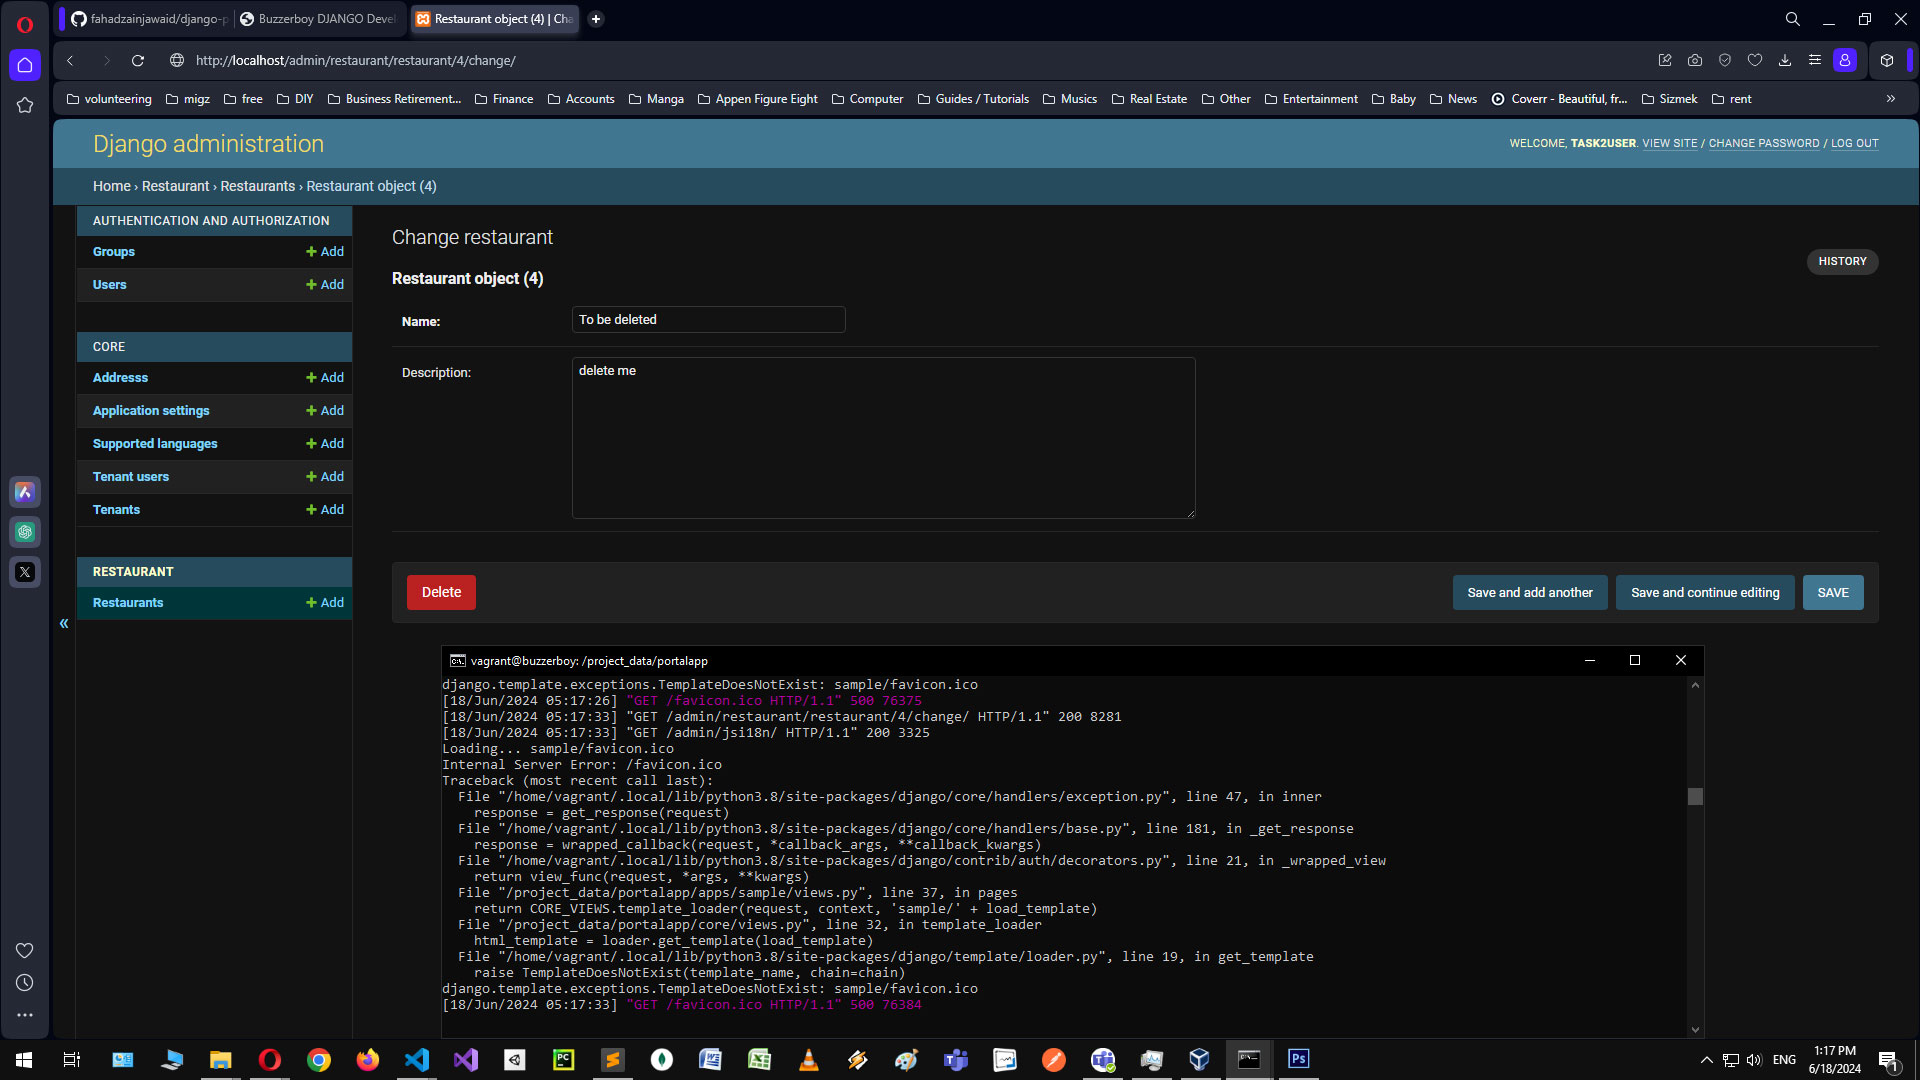 fahadzainjawaid/django-p
Buzzerboy DJANGO Deve
Restaurant object (4) | Cha
http://localhost/admin/restaurant/restaurant/4/change/
volunteering migz free DIY Business Retirement... Finance Accounts Manga Appen Figure Eight Computer Guides / Tutorials Musics Real Estate Other Entertainment Baby News Coverr - Beautiful, fr... Sizmek rent »
Django administration
WELCOME, TASK2USER. VIEW SITE / CHANGE PASSWORD / LOG OUT
Home › Restaurant › Restaurants › Restaurant object (4)
AUTHENTICATION AND AUTHORIZATION
Groups + Add
Users + Add
CORE
Addresss + Add
Application settings + Add
Supported languages + Add
Tenant users + Add
Tenants + Add
RESTAURANT
Restaurants + Add
«
Change restaurant
HISTORY
Restaurant object (4)
Name: To be deleted
Description: delete me
Delete Save and add another Save and continue editing SAVE
vagrant@buzzerboy: /project_data/portalapp
django.template.exceptions.TemplateDoesNotExist: sample/favicon.ico
[18/Jun/2024 05:17:26] "GET /favicon.ico HTTP/1.1" 500 76375
[18/Jun/2024 05:17:33] "GET /admin/restaurant/restaurant/4/change/ HTTP/1.1" 200 8281
[18/Jun/2024 05:17:33] "GET /admin/jsi18n/ HTTP/1.1" 200 3325
Loading... sample/favicon.ico
Internal Server Error: /favicon.ico
Traceback (most recent call last):
File "/home/vagrant/.local/lib/python3.8/site-packages/django/core/handlers/exception.py", line 47, in inner
response = get_response(request)
File "/home/vagrant/.local/lib/python3.8/site-packages/django/core/handlers/base.py", line 181, in _get_response
response = wrapped_callback(request, *callback_args, **callback_kwargs)
File "/home/vagrant/.local/lib/python3.8/site-packages/django/contrib/auth/decorators.py", line 21, in _wrapped_view
return view_func(request, *args, **kwargs)
File "/project_data/portalapp/apps/sample/views.py", line 37, in pages
return CORE_VIEWS.template_loader(request, context, 'sample/' + load_template)
File "/project_data/portalapp/core/views.py", line 32, in template_loader
html_template = loader.get_template(load_template)
File "/home/vagrant/.local/lib/python3.8/site-packages/django/template/loader.py", line 19, in get_template
raise TemplateDoesNotExist(template_name, chain=chain)
django.template.exceptions.TemplateDoesNotExist: sample/favicon.ico
[18/Jun/2024 05:17:33] "GET /favicon.ico HTTP/1.1" 500 76384
ENG
1:17 PM
6/18/2024
1